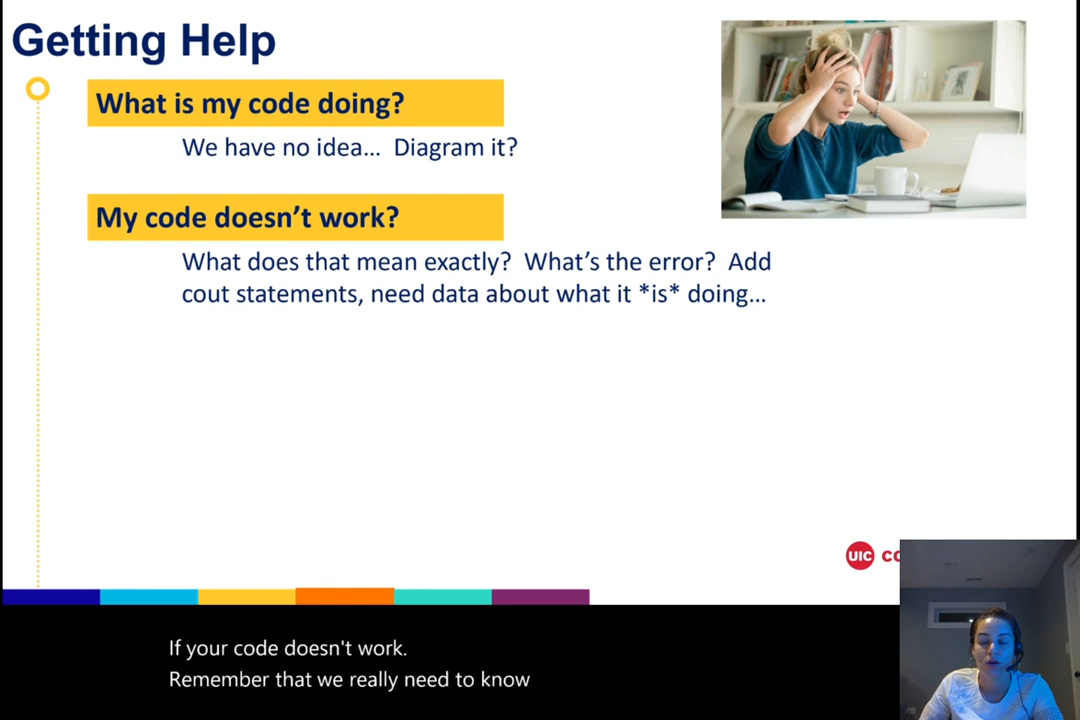 Getting Help
What is my code doing?
We have no idea... Diagram it?
My code doesn't work?
What does that mean exactly? What's the error? Add
cout statements, need data about what it *is* doing...
UIC
If your code doesn't work.
Remember that we really need to know